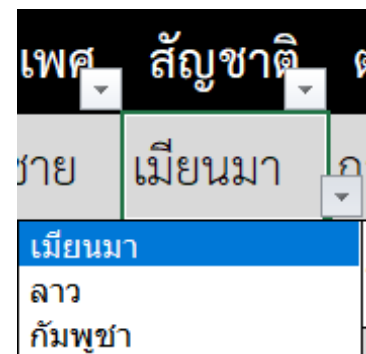 เพศ สัญชาติ
ชาย เมียนมา
เมียนมา
ลาว
กัมพูชา